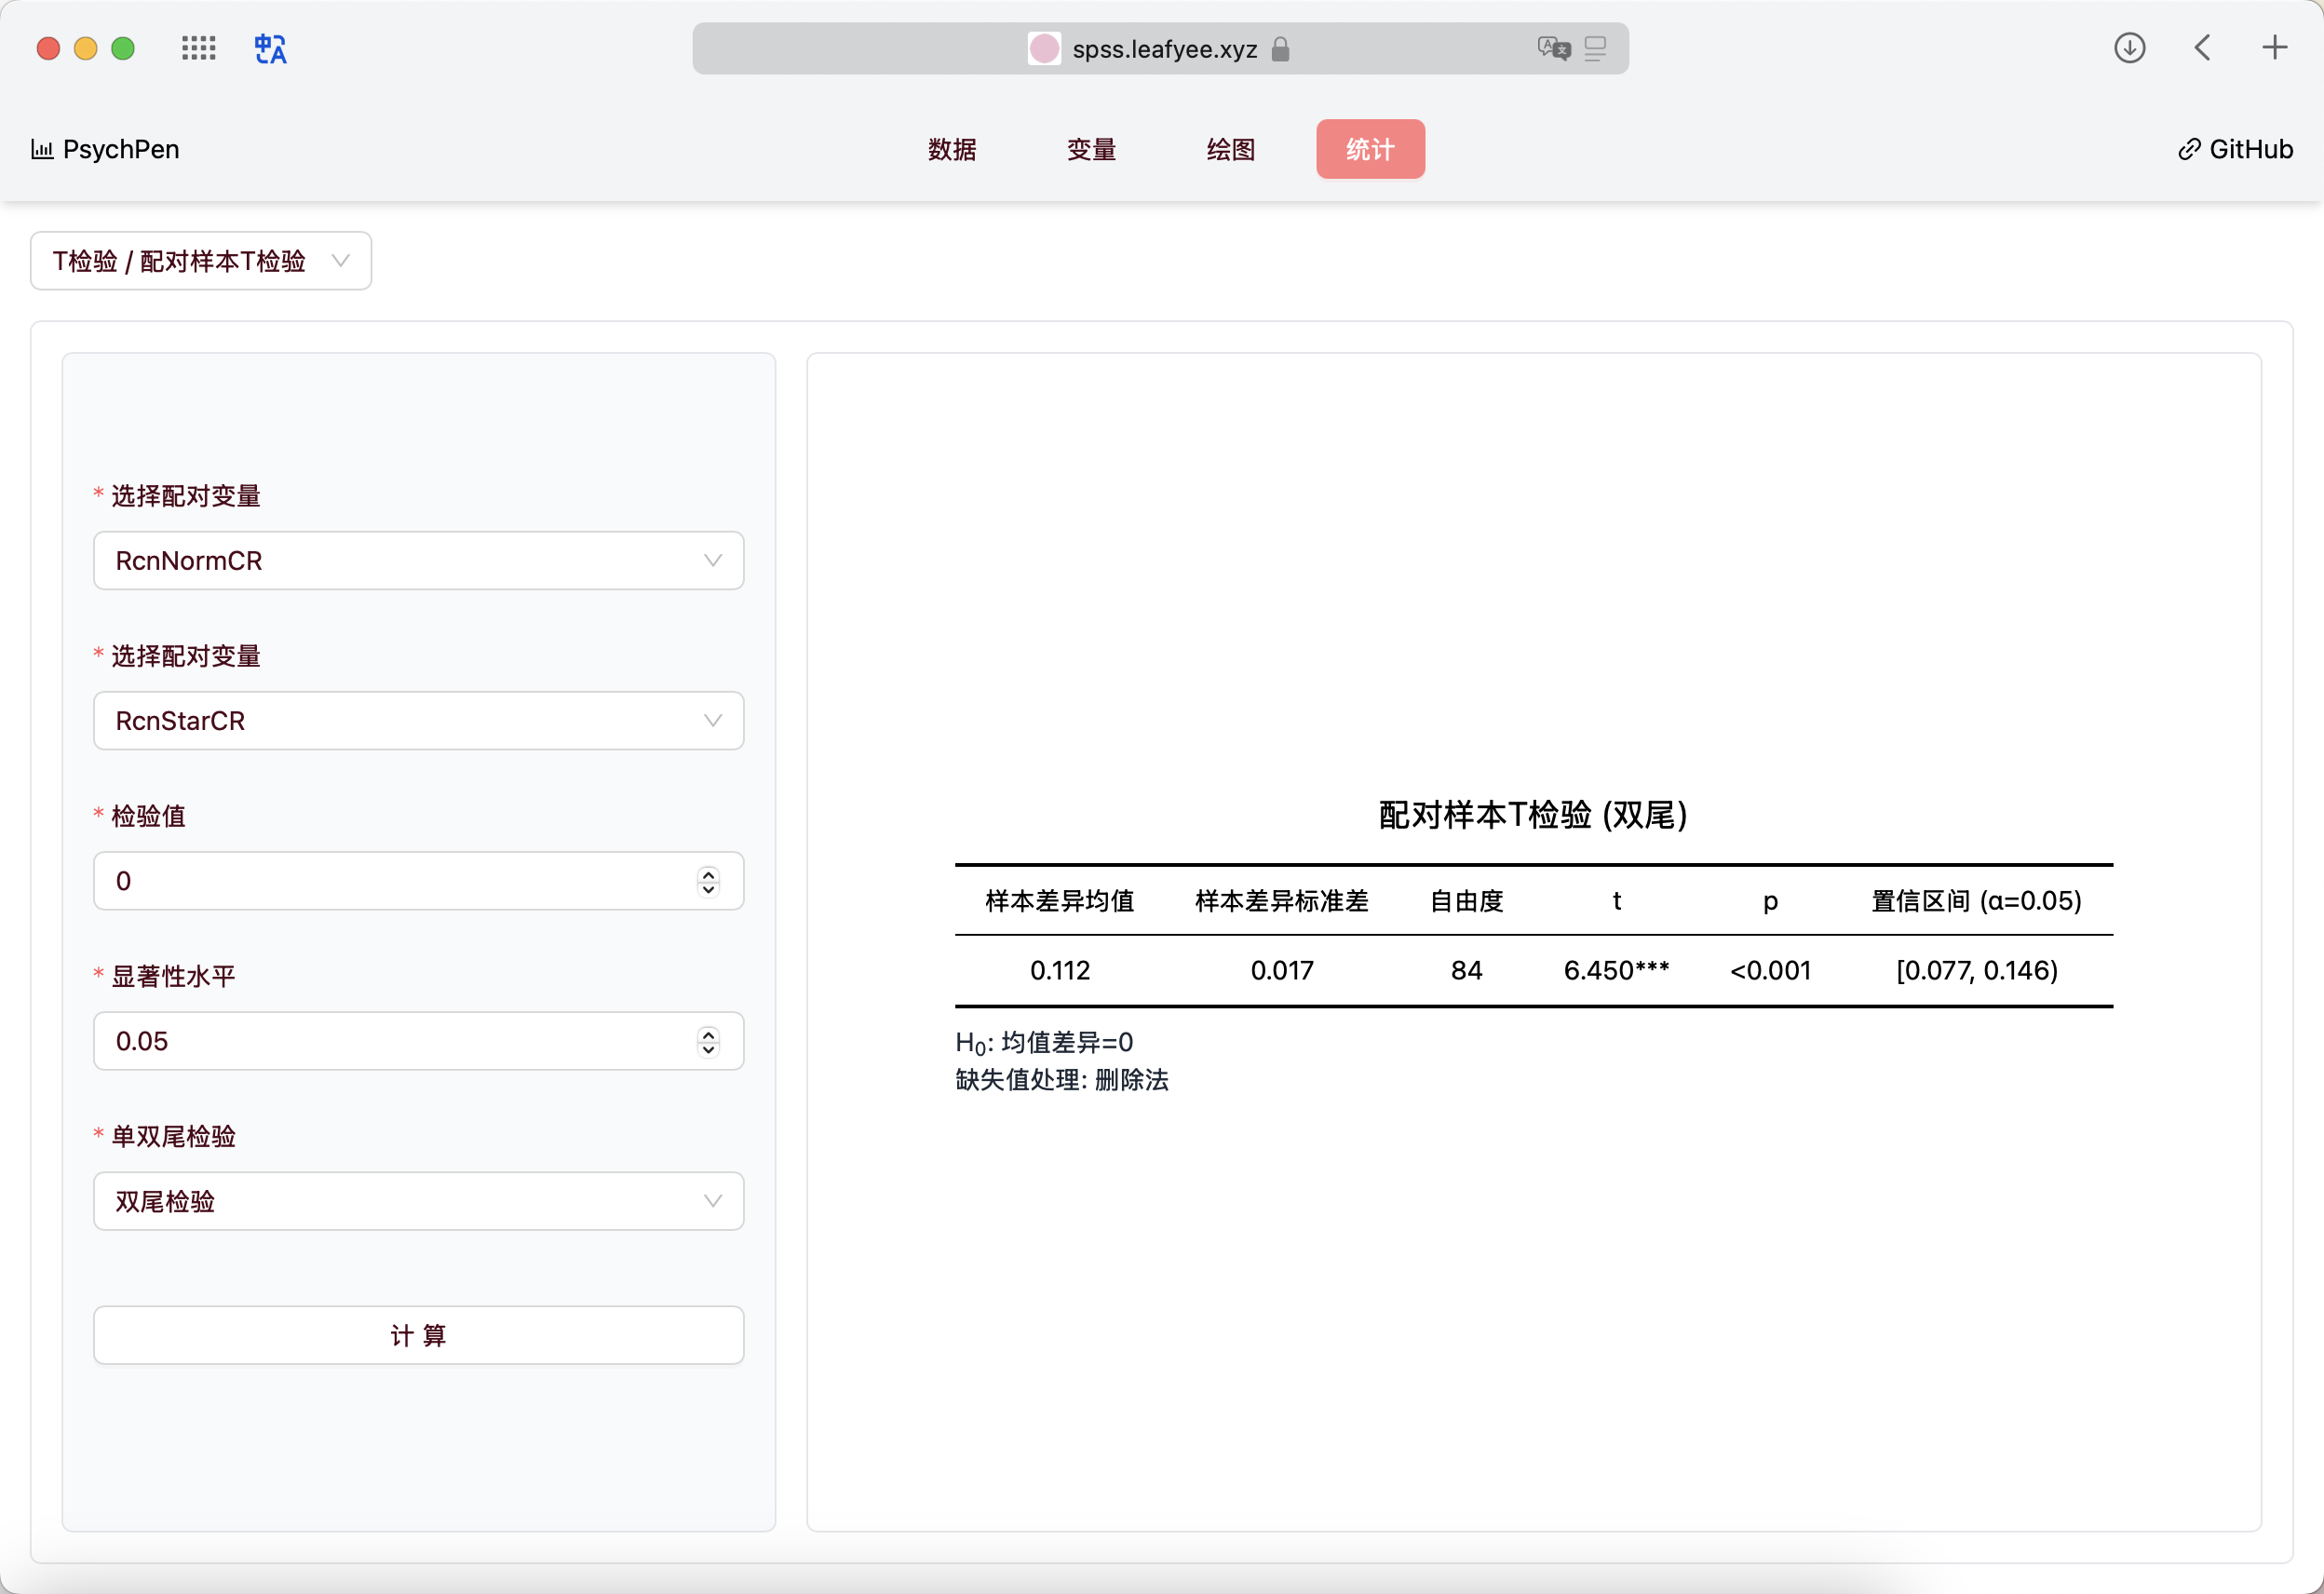 spss.leafyee.xyz
PsychPen
数据
变量
绘图
统计
GitHub
T检验 / 配对样本T检验
* 选择配对变量
RcnNormCR
* 选择配对变量
RcnStarCR
* 检验值
0
* 显著性水平
0.05
* 单双尾检验
双尾检验
计 算
配对样本T检验 (双尾)
样本差异均值 样本差异标准差 自由度 t p 置信区间 (α=0.05)
0.112 0.017 84 6.450*** <0.001 [0.077, 0.146)
H₀: 均值差异=0
缺失值处理: 删除法